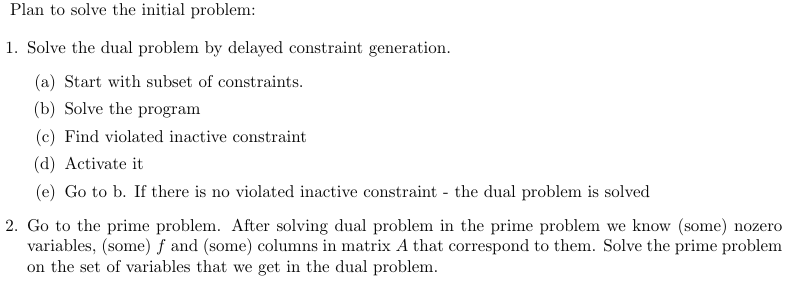 Plan to solve the initial problem:
1. Solve the dual problem by delayed constraint generation.
(a) Start with subset of constraints.
(b) Solve the program
(c) Find violated inactive constraint
(d) Activate it
(e) Go to b. If there is no violated inactive constraint - the dual problem is solved
2. Go to the prime problem. After solving dual problem in the prime problem we know (some) nozero
variables, (some) f and (some) columns in matrix A that correspond to them. Solve the prime problem
on the set of variables that we get in the dual problem.